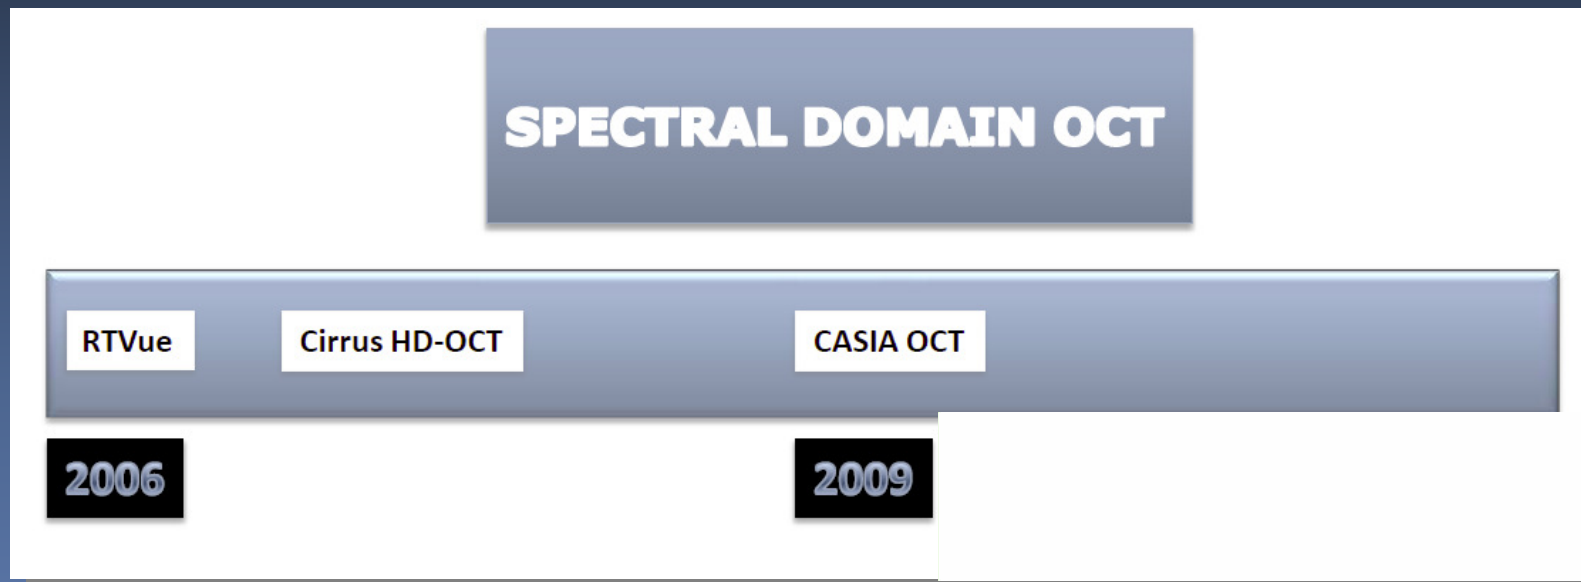 SPECTRAL DOMAIN OCT
RTVue
Cirrus HD-OCT
CASIA OCT
2006
2009